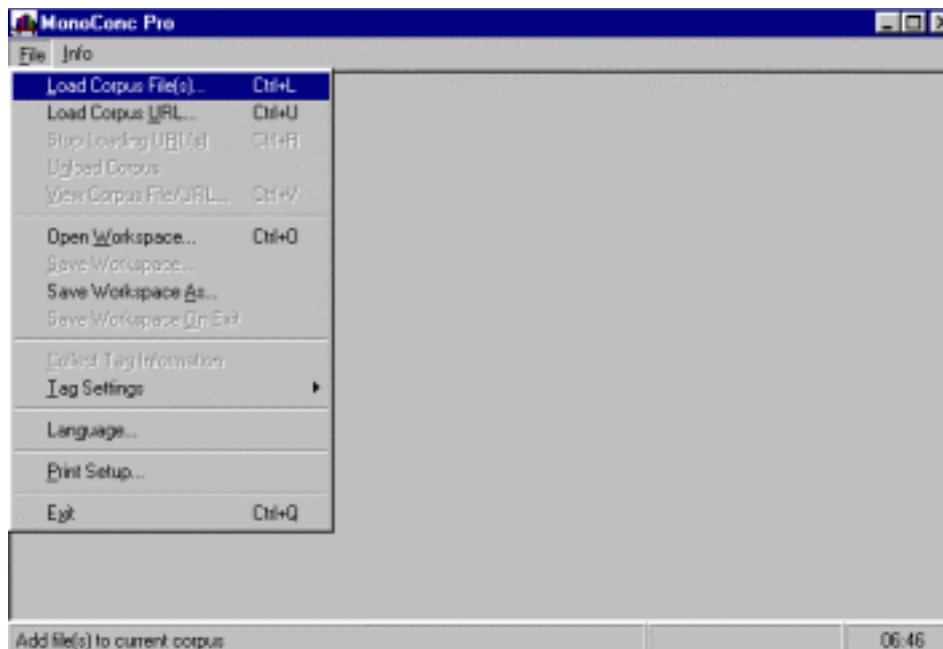 MonoConc Pro
File Info
Load Corpus File(s)... Ctrl+L
Load Corpus URL... Ctrl+U
Stop Loading URL(s) Ctrl+R
Unload Corpus
View Corpus File/URL... Ctrl+V
Open Workspace... Ctrl+O
Save Workspace...
Save Workspace As...
Save Workspace On Exit
Collect Tag Information
Tag Settings
Language...
Print Setup...
Exit Ctrl+Q
Add file(s) to current corpus 06:46